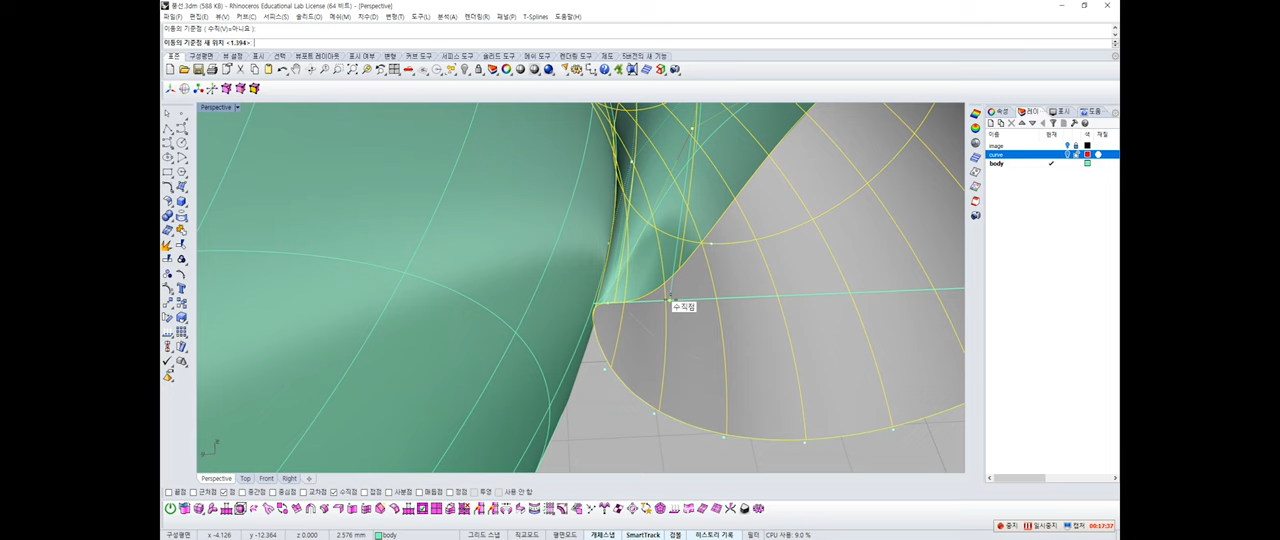 풍선.3dm (588 KB) - Rhinoceros Educational Lab License (64 비트) - [Perspective]
파일(F) 편집(E) 뷰(V) 커브(C) 서피스(S) 솔리드(O) 메쉬(M) 치수(D) 변형(T) 도구(L) 분석(A) 렌더링(R) 패널(P) T-Splines 도움말(H)
이동의 기준점 ( 수직(V)=아니요 ):
이동의 기준점 새 위치 <1.394>
표준 구성평면 뷰 설정 표시 선택 뷰포트 레이아웃 표시 여부 변형 커브 도구 서피스 도구 솔리드 도구 메쉬 도구 렌더링 도구 제도 5버전의 새 기능
Perspective
속성 레이 표시 도움
이름 현재 색 재질
image
curve
body
수직점
Perspective Top Front Right
끝점 근처점 점 중간점 중심점 교차점 수직점 접점 사분점 매듭점 정점 투영 사용 안 함
중지 일시중지 캡처 00:17:37
구성평면 x -4.126 y -12.364 z 0.000 2.576 mm body 그리드 스냅 직교모드 평면모드 개체스냅 SmartTrack 검볼 히스토리 기록 필터 CPU 사용: 9.0 %